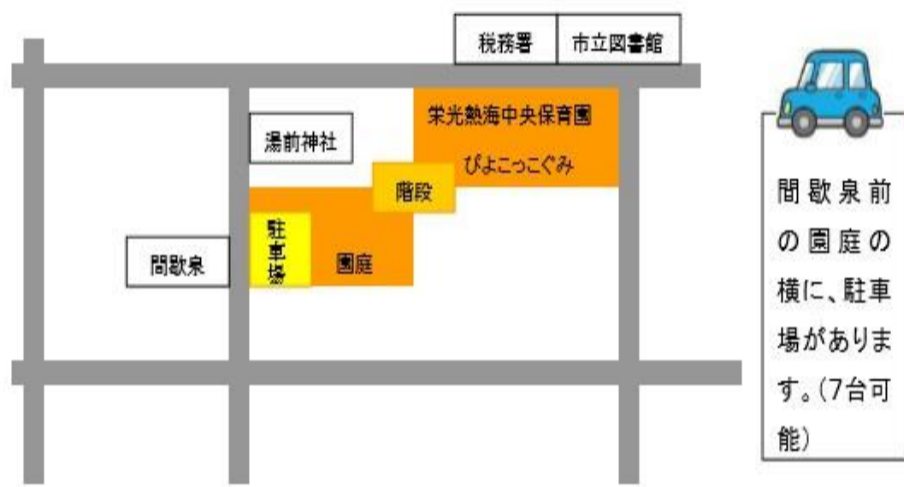 税務署
市立図書館
栄光熱海中央保育園
ぴよこっこぐみ
湯前神社
階段
駐車場
園庭
間歇泉
間歇泉前
の園庭の
横に、駐車
場がありま
す。(7台可
能)